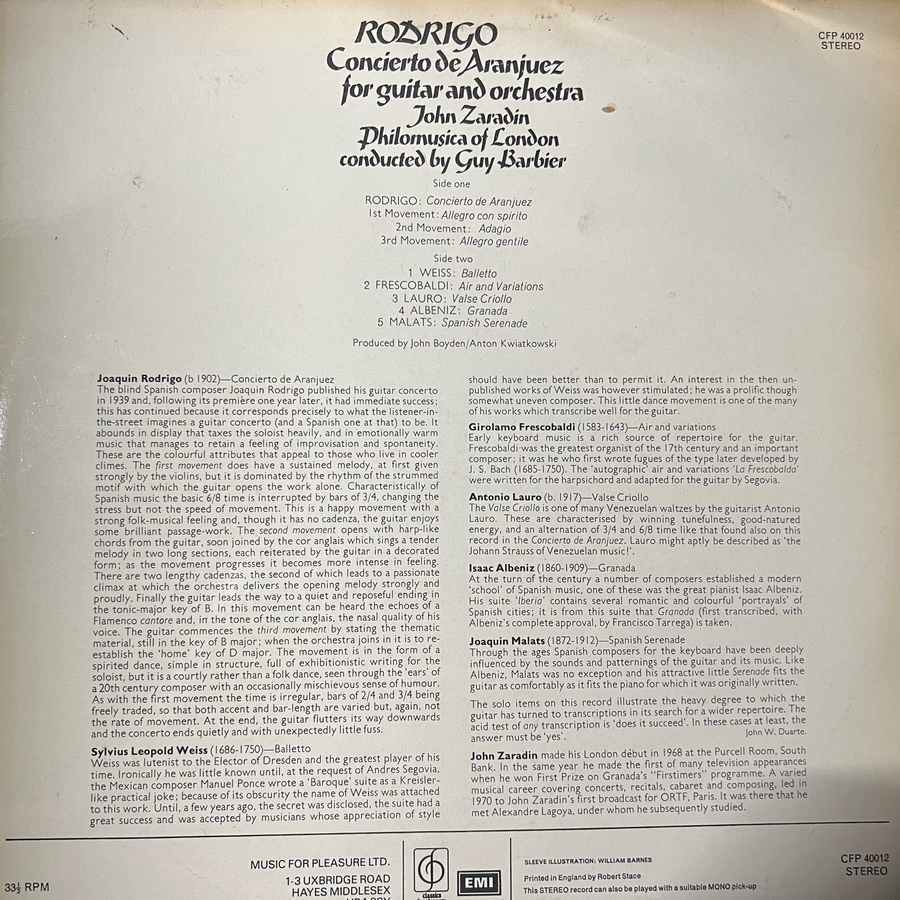 RODRIGO
Concierto de Aranjuez
for guitar and orchestra
John Zaradin
Philomusica of London
conducted by Guy Barbier
CFP 40012
STEREO
Side one
RODRIGO: Concierto de Aranjuez
1st Movement: Allegro con spirito
2nd Movement: Adagio
3rd Movement: Allegro gentile
Side two
1 WEISS: Balletto
2 FRESCOBALDI: Air and Variations
3 LAURO: Valse Criollo
4 ALBENIZ: Granada
5 MALATS: Spanish Serenade
Produced by John Boyden/Anton Kwiatkowski
Joaquin Rodrigo (b 1902)—Concierto de Aranjuez
The blind Spanish composer Joaquin Rodrigo published his guitar concerto
in 1939 and, following its première one year later, it had immediate success;
this has continued because it corresponds precisely to what the listener-in-
the-street imagines a guitar concerto (and a Spanish one at that) to be. It
abounds in display that taxes the soloist heavily, and in emotionally warm
music that manages to retain a feeling of improvisation and spontaneity.
These are the colourful attributes that appeal to those who live in cooler
climes. The first movement does have a sustained melody, at first given
strongly by the violins, but it is dominated by the rhythm of the strummed
motif with which the guitar opens the work alone. Characteristically of
Spanish music the basic 6/8 time is interrupted by bars of 3/4, changing the
stress but not the speed of movement. This is a happy movement with a
strong folk-musical feeling and, though it has no cadenza, the guitar enjoys
some brilliant passage-work. The second movement opens with harp-like
chords from the guitar, soon joined by the cor anglais which sings a tender
melody in two long sections, each reiterated by the guitar in a decorated
form; as the movement progresses it becomes more intense in feeling.
There are two lengthy cadenzas, the second of which leads to a passionate
climax at which the orchestra delivers the opening melody strongly and
proudly. Finally the guitar leads the way to a quiet and reposeful ending in
the tonic-major key of B. In this movement can be heard the echoes of a
Flamenco cantore and, in the tone of the cor anglais, the nasal quality of his
voice. The guitar commences the third movement by stating the thematic
material, still in the key of B major; when the orchestra joins in it is to re-
establish the 'home' key of D major. The movement is in the form of a
spirited dance, simple in structure, full of exhibitionistic writing for the
soloist, but it is a courtly rather than a folk dance, seen through the 'ears' of
a 20th century composer with an occasionally mischievous sense of humour.
As with the first movement the time is irregular, bars of 2/4 and 3/4 being
freely traded, so that both accent and bar-length are varied but, again, not
the rate of movement. At the end, the guitar flutters its way downwards
and the concerto ends quietly and with unexpectedly little fuss.
Sylvius Leopold Weiss (1686-1750)—Balletto
Weiss was lutenist to the Elector of Dresden and the greatest player of his
time. Ironically he was little known until, at the request of Andres Segovia,
the Mexican composer Manuel Ponce wrote a 'Baroque' suite as a Kreisler-
like practical joke; because of its obscurity the name of Weiss was attached
to this work. Until, a few years ago, the secret was disclosed, the suite had a
great success and was accepted by musicians whose appreciation of style
should have been better than to permit it. An interest in the then un-
published works of Weiss was however stimulated; he was a prolific though
somewhat uneven composer. This little dance movement is one of the many
of his works which transcribe well for the guitar.
Girolamo Frescobaldi (1583-1643)—Air and variations
Early keyboard music is a rich source of repertoire for the guitar.
Frescobaldi was the greatest organist of the 17th century and an important
composer; it was he who first wrote fugues of the type later developed by
J. S. Bach (1685-1750). The 'autographic' air and variations 'La Frescobalda'
were written for the harpsichord and adapted for the guitar by Segovia.
Antonio Lauro (b. 1917)—Valse Criollo
The Valse Criollo is one of many Venezuelan waltzes by the guitarist Antonio
Lauro. These are characterised by winning tunefulness, good-natured
energy, and an alternation of 3/4 and 6/8 time like that found also on this
record in the Concierto de Aranjuez. Lauro might aptly be described as 'the
Johann Strauss of Venezuelan music!'.
Isaac Albeniz (1860-1909)—Granada
At the turn of the century a number of composers established a modern
'school' of Spanish music, one of these was the great pianist Isaac Albeniz.
His suite 'Iberia' contains several romantic and colourful 'portrayals' of
Spanish cities; it is from this suite that Granada (first transcribed, with
Albeniz's complete approval, by Francisco Tarrega) is taken.
Joaquin Malats (1872-1912)—Spanish Serenade
Through the ages Spanish composers for the keyboard have been deeply
influenced by the sounds and patternings of the guitar and its music. Like
Albeniz, Malats was no exception and his attractive little Serenade fits the
guitar as comfortably as it fits the piano for which it was originally written.
The solo items on this record illustrate the heavy degree to which the
guitar has turned to transcriptions in its search for a wider repertoire. The
acid test of any transcription is 'does it succeed'. In these cases at least, the
answer must be 'yes'.
John W. Duarte.
John Zaradin made his London début in 1968 at the Purcell Room, South
Bank. In the same year he made the first of many television appearances
when he won First Prize on Granada's "Firstimers" programme. A varied
musical career covering concerts, recitals, cabaret and composing, led in
1970 to John Zaradin's first broadcast for ORTF, Paris. It was there that he
met Alexandre Lagoya, under whom he subsequently studied.
33⅓ RPM
MUSIC FOR PLEASURE LTD.
1-3 UXBRIDGE ROAD
HAYES MIDDLESEX
classics
EMI
SLEEVE ILLUSTRATION: WILLIAM BARNES
Printed in England by Robert Stace
This STEREO record can also be played with a suitable MONO pick-up
CFP 40012
STEREO